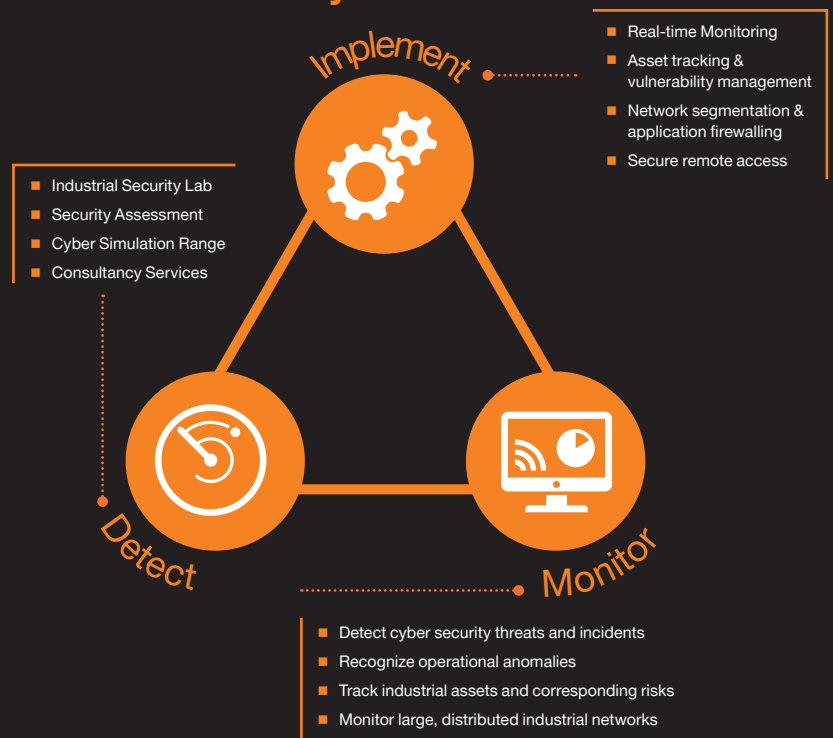 Implement
Real-time Monitoring
Asset tracking &
vulnerability management
Network segmentation &
application firewalling
Secure remote access
Industrial Security Lab
Security Assessment
Cyber Simulation Range
Consultancy Services
Detect
Monitor
Detect cyber security threats and incidents
Recognize operational anomalies
Track industrial assets and corresponding risks
Monitor large, distributed industrial networks